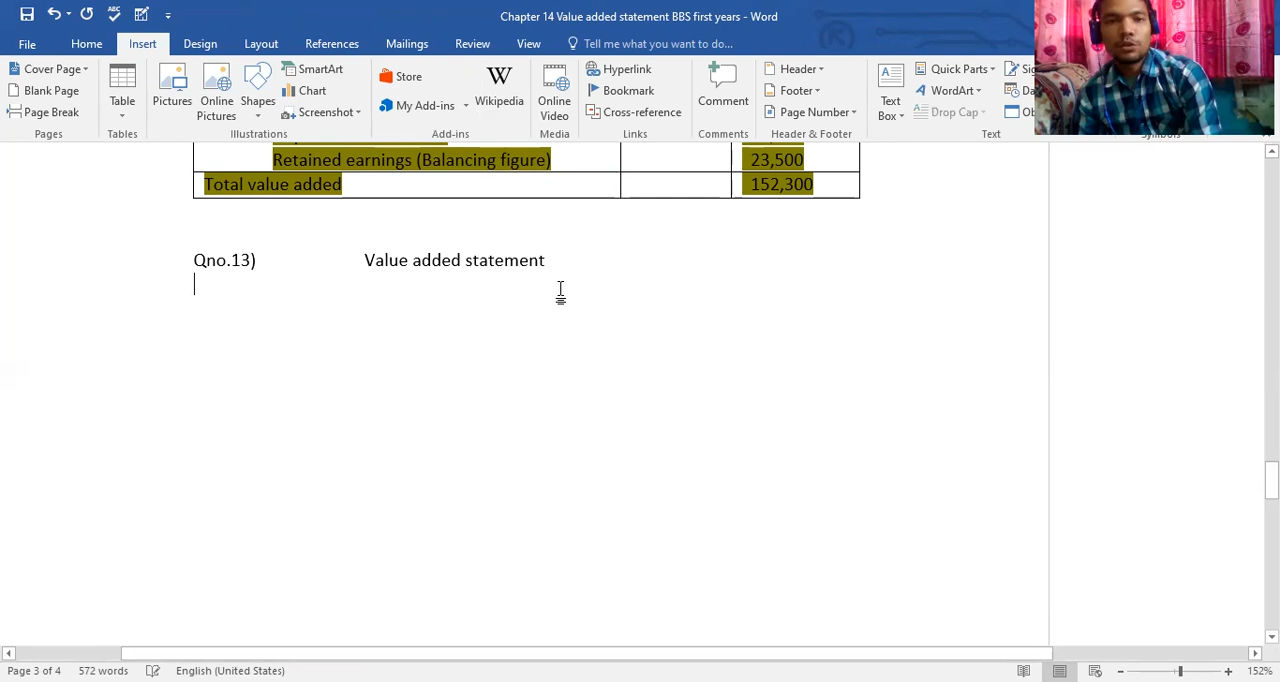 Chapter 14 Value added statement BBS first years - Word
File Home Insert Design Layout References Mailings Review View Tell me what you want to do...
Cover Page
Blank Page
Page Break
Pages
Table
Tables
Pictures
Online Pictures
Shapes
SmartArt
Chart
Screenshot
Illustrations
Store
My Add-ins
Wikipedia
Add-ins
Online Video
Media
Hyperlink
Bookmark
Cross-reference
Links
Comment
Comments
Header
Footer
Page Number
Header & Footer
Text Box
Quick Parts
WordArt
Drop Cap
Text
Retained earnings (Balancing figure) 23,500
Total value added 152,300
Qno.13) Value added statement
Page 3 of 4 572 words English (United States) 152%